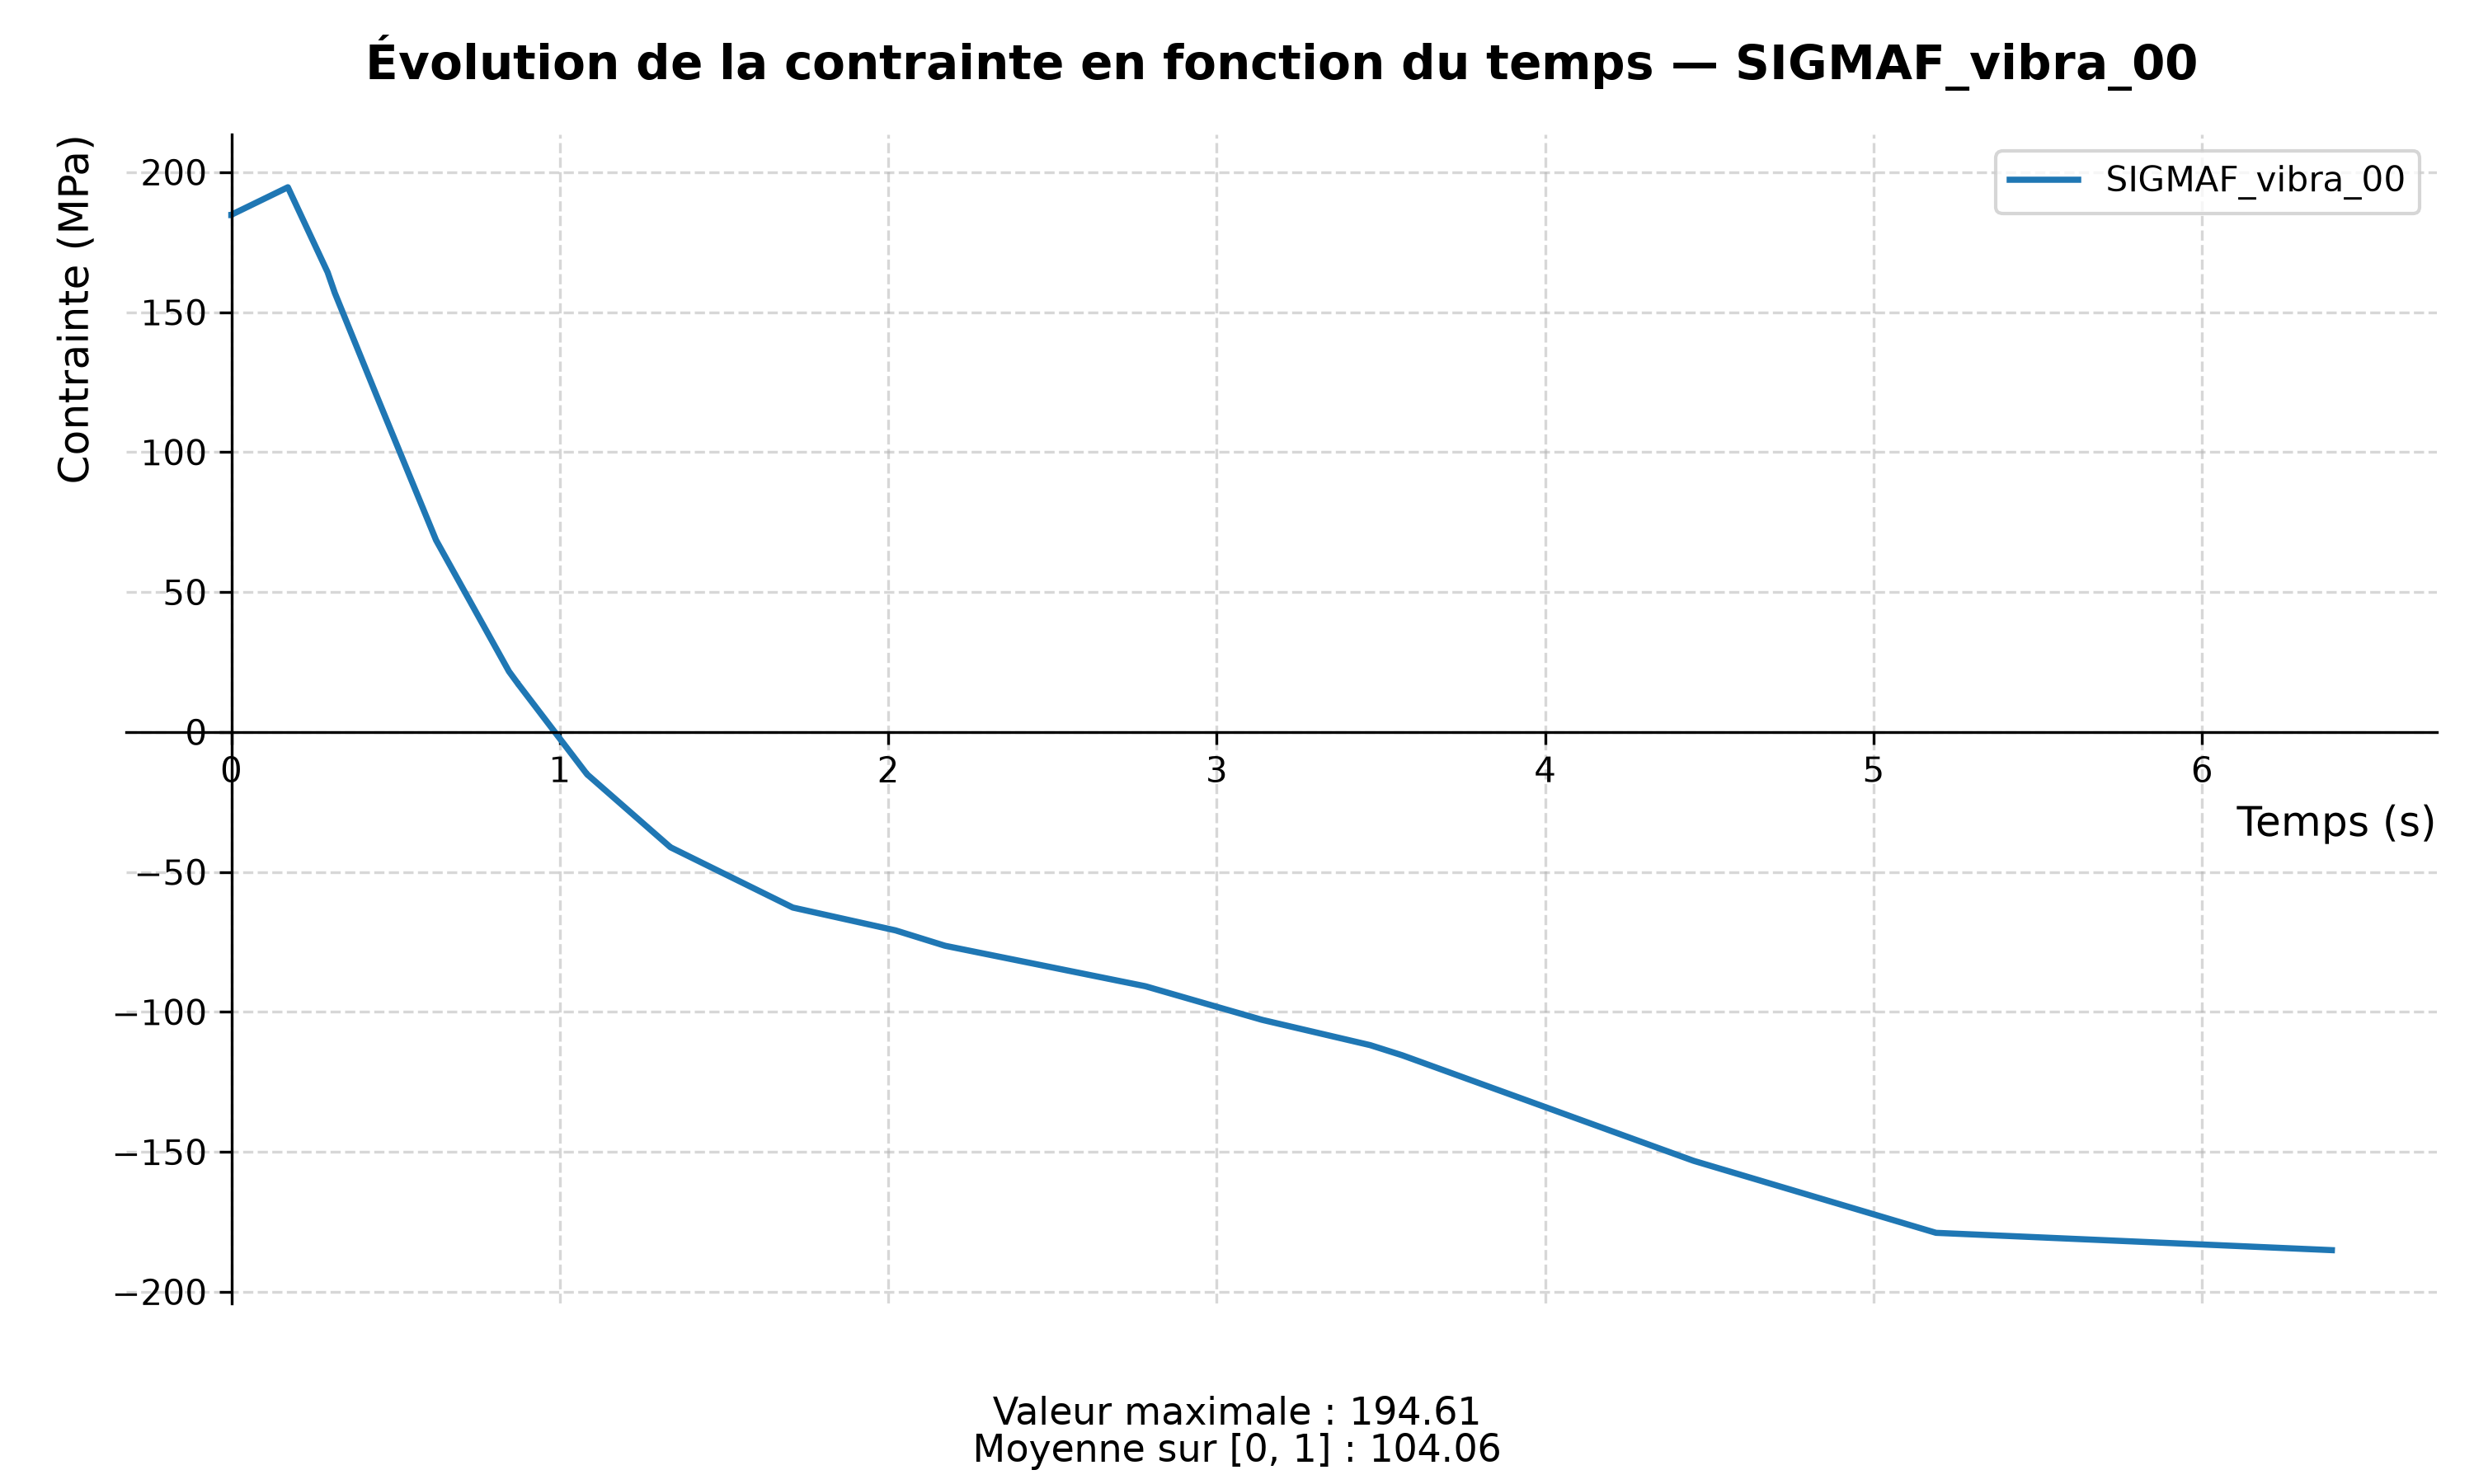 Évolution de la contrainte en fonction du temps — SIGMAF_vibra_00
Contrainte (MPa)
SIGMAF_vibra_00
200
150
100
50
0
−50
−100
−150
−200
0 1 2 3 4 5 6
Temps (s)
Valeur maximale : 194.61
Moyenne sur [0, 1] : 104.06